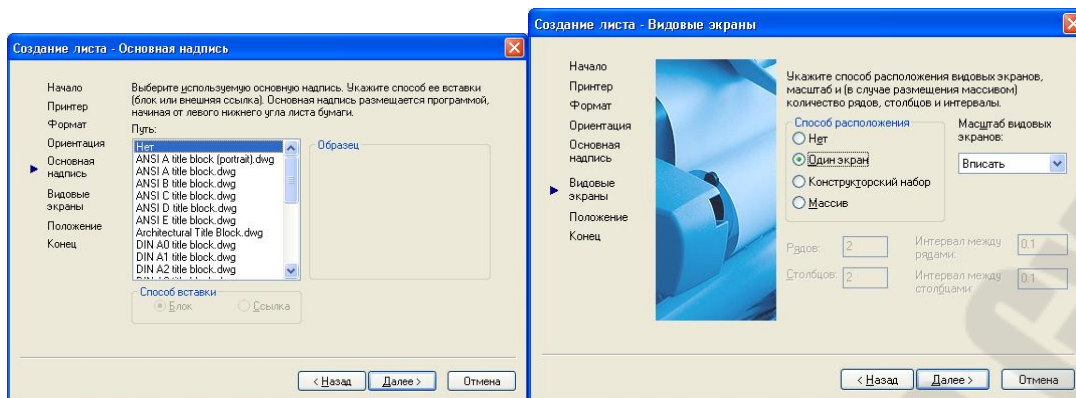 Создание листа - Основная надпись
Начало
Принтер
Формат
Ориентация
Основная
надпись
Видовые
экраны
Положение
Конец
Выберите используемую основную надпись. Укажите способ ее вставки
(блок или внешняя ссылка). Основная надпись размещается программой,
начиная от левого нижнего угла листа бумаги.
Путь:
Нет
ANSI A title block (portrait).dwg
ANSI A title block.dwg
ANSI B title block.dwg
ANSI C title block.dwg
ANSI D title block.dwg
ANSI E title block.dwg
Architectural Title Block.dwg
DIN A0 title block.dwg
DIN A1 title block.dwg
DIN A2 title block.dwg
Образец
Способ вставки
Блок
Ссылка
< Назад
Далее >
Отмена
Создание листа - Видовые экраны
Начало
Принтер
Формат
Ориентация
Основная
надпись
Видовые
экраны
Положение
Конец
Укажите способ расположения видовых экранов,
масштаб и (в случае размещения массивом)
количество рядов, столбцов и интервалы.
Способ расположения
Нет
Один экран
Конструкторский набор
Массив
Масштаб видовых
экранов:
Вписать
Рядов: 2
Интервал между
рядами: 0.1
Столбцов: 2
Интервал между
столбцами: 0.1
< Назад
Далее >
Отмена